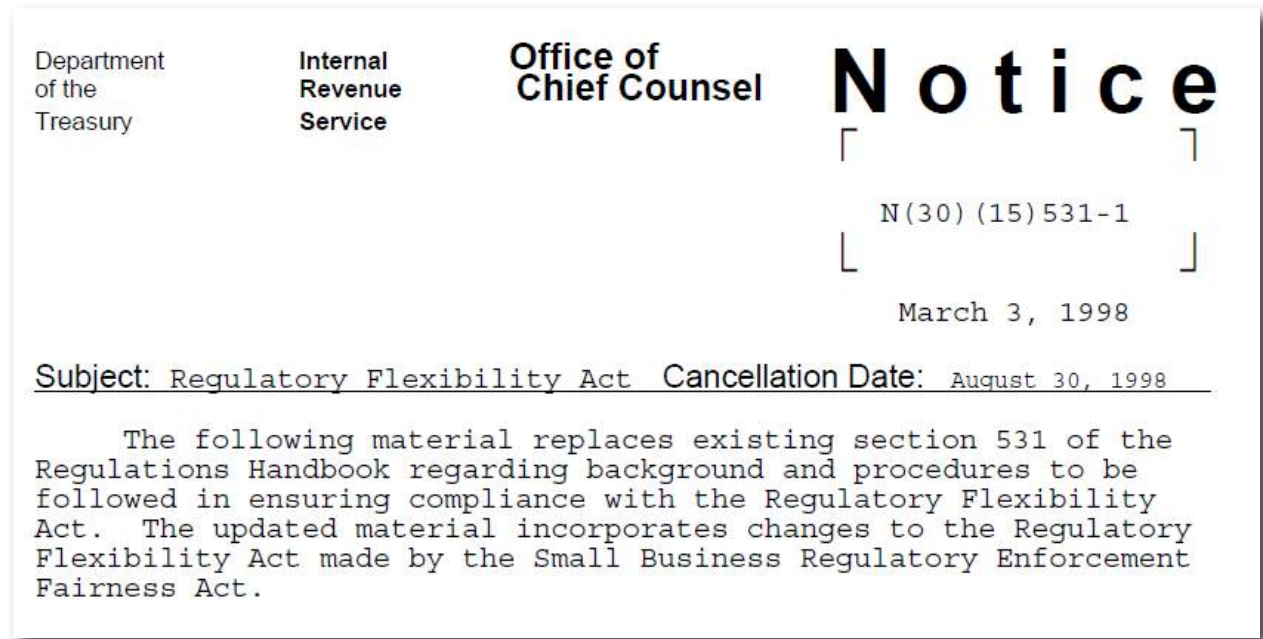 Department
of the
Treasury
Internal
Revenue
Service
Office of
Chief Counsel
Notice
N(30)(15)531-1
March 3, 1998
Subject: Regulatory Flexibility Act Cancellation Date: August 30, 1998
The following material replaces existing section 531 of the
Regulations Handbook regarding background and procedures to be
followed in ensuring compliance with the Regulatory Flexibility
Act. The updated material incorporates changes to the Regulatory
Flexibility Act made by the Small Business Regulatory Enforcement
Fairness Act.